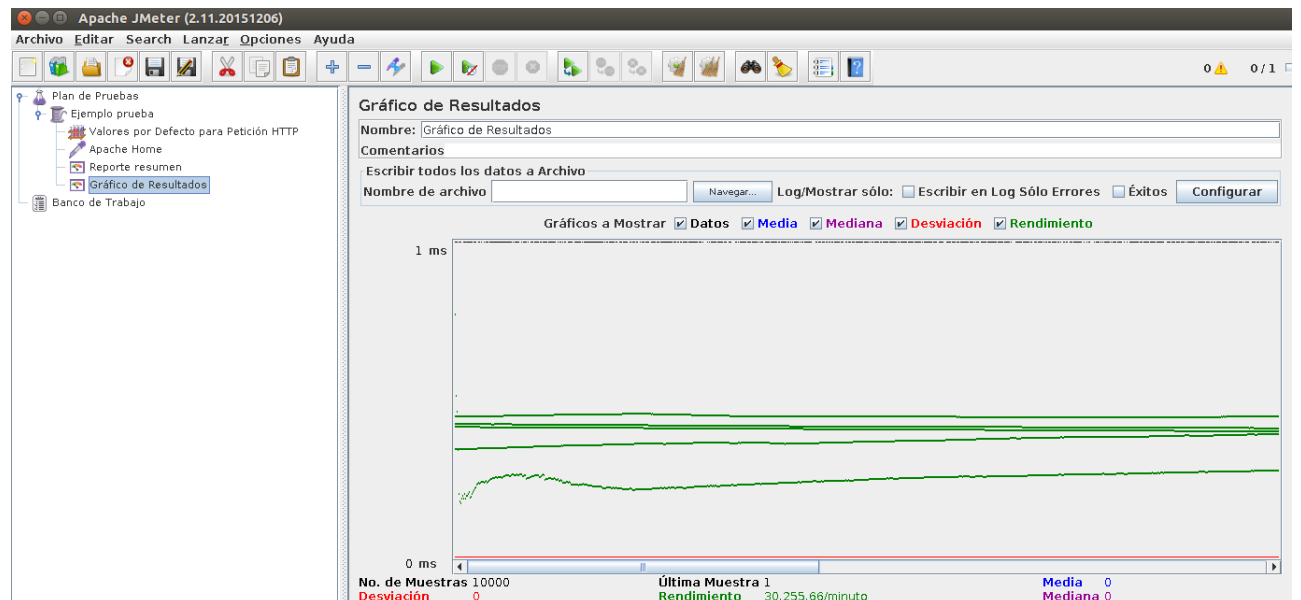 Apache JMeter (2.11.20151206)
Archivo Editar Search Lanzar Opciones Ayuda
0 0/1
Plan de Pruebas
Ejemplo prueba
Valores por Defecto para Petición HTTP
Apache Home
Reporte resumen
Gráfico de Resultados
Banco de Trabajo
Gráfico de Resultados
Nombre: Gráfico de Resultados
Comentarios
Escribir todos los datos a Archivo
Nombre de archivo Navegar... Log/Mostrar sólo: Escribir en Log Sólo Errores Éxitos Configurar
Gráficos a Mostrar Datos Media Mediana Desviación Rendimiento
1 ms
0 ms
No. de Muestras 10000 Última Muestra 1 Media 0
Desviación 0 Rendimiento 30,255.66/minuto Mediana 0